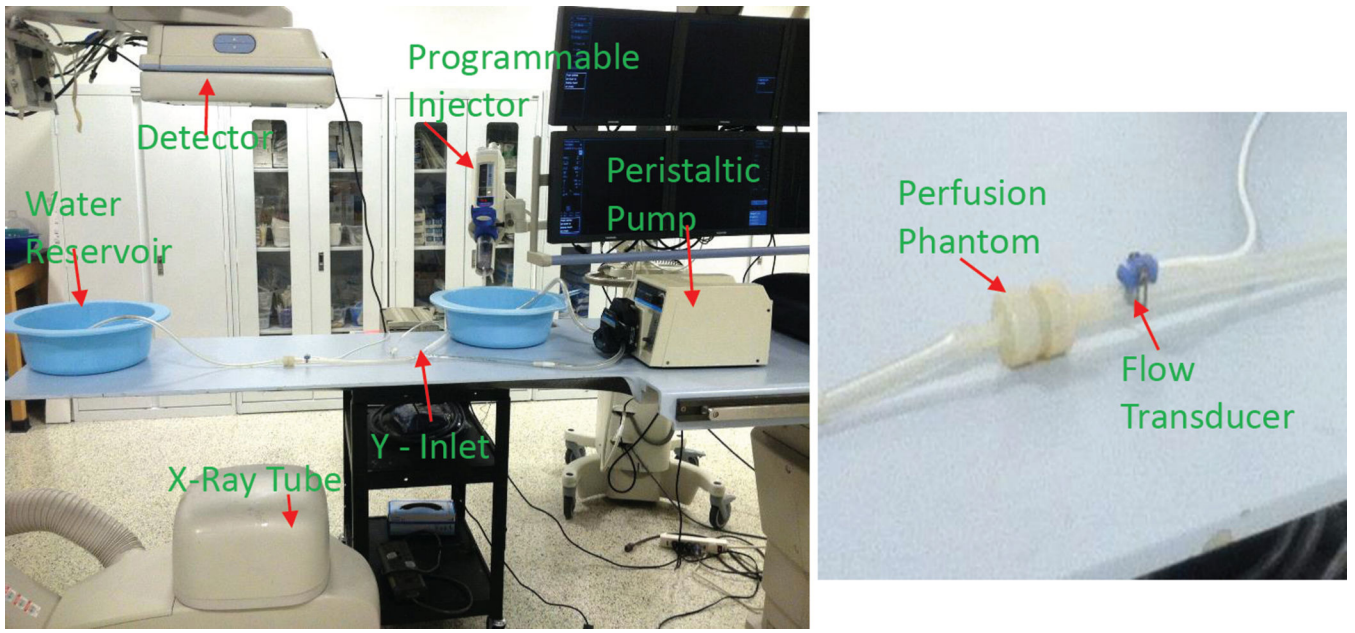 Programmable
Injector
Detector
Peristaltic
Pump
Water
Reservoir
Y - Inlet
X-Ray Tube
Perfusion
Phantom
Flow
Transducer